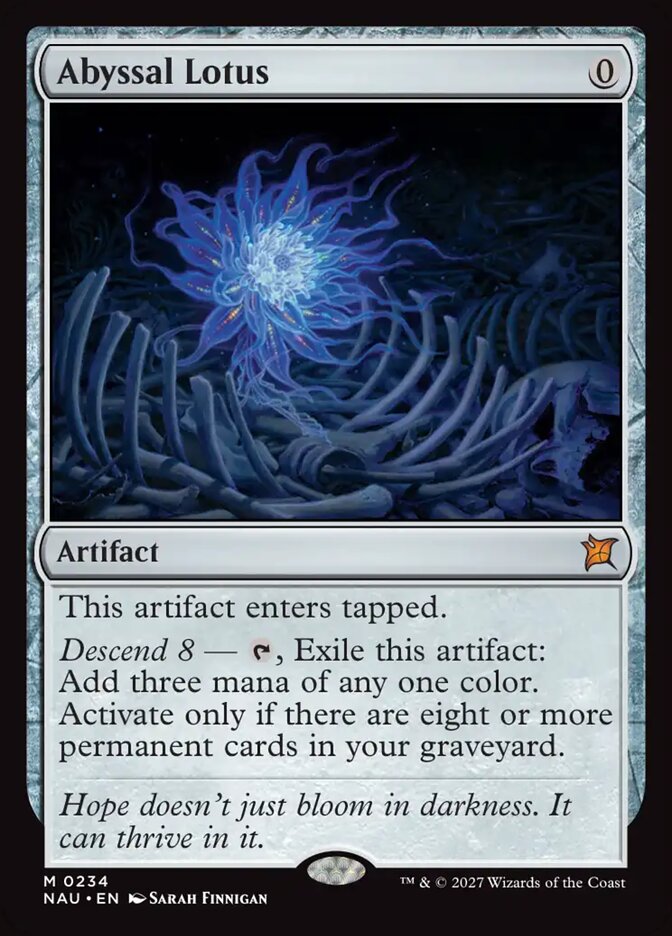 Abyssal Lotus 0
Artifact
This artifact enters tapped.
Descend 8 — , Exile this artifact:
Add three mana of any one color.
Activate only if there are eight or more
permanent cards in your graveyard.
Hope doesn't just bloom in darkness. It
can thrive in it.
M 0234
NAU • EN Sarah Finnigan
™ & © 2027 Wizards of the Coast